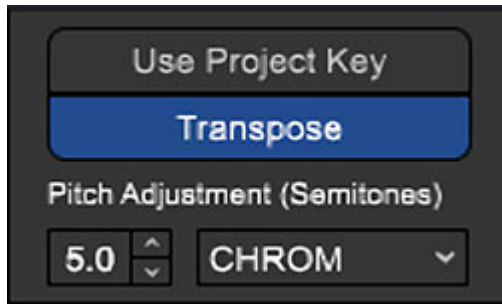 Use Project Key
Transpose
Pitch Adjustment (Semitones)
5.0 CHROM